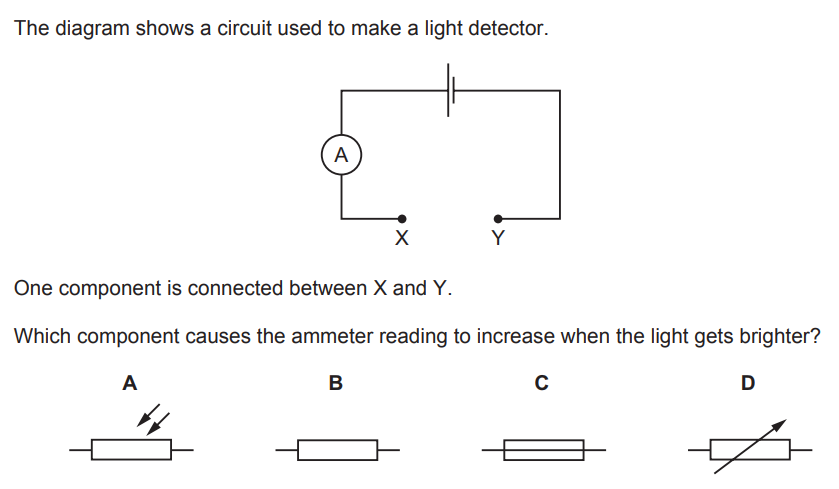 The diagram shows a circuit used to make a light detector.
A
X Y
One component is connected between X and Y.
Which component causes the ammeter reading to increase when the light gets brighter?
A B C D